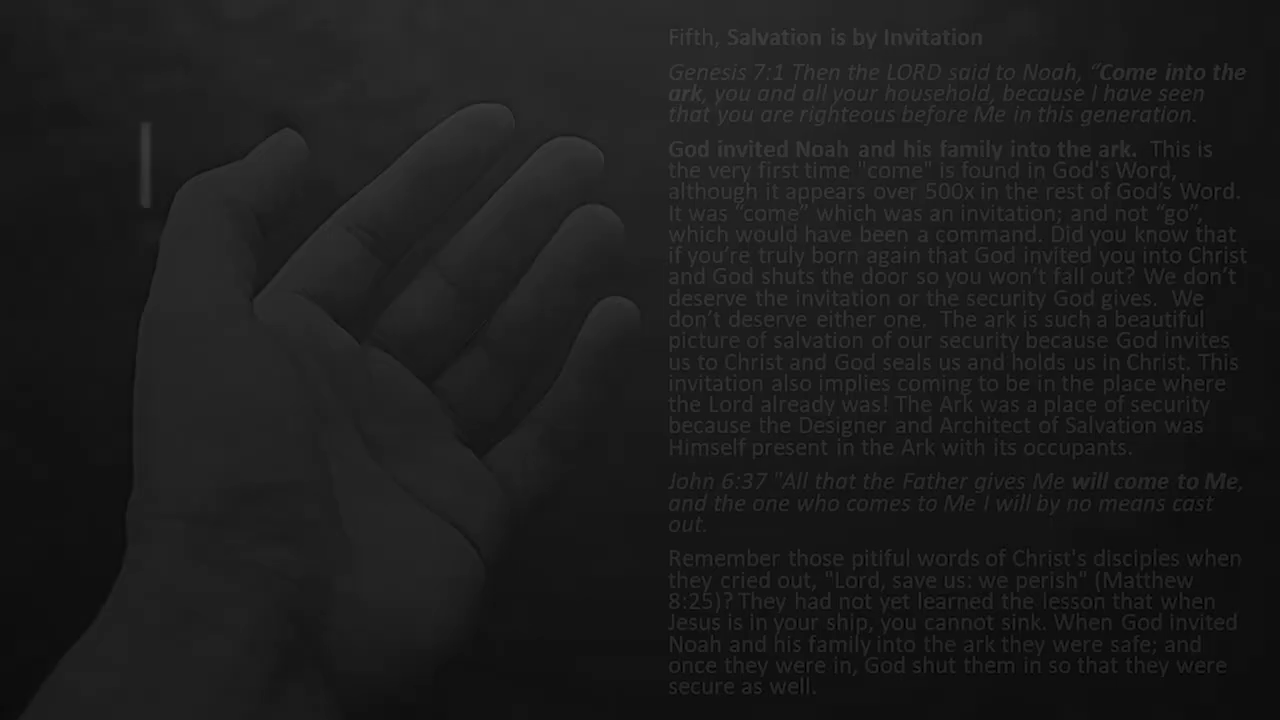 Fifth, Salvation is by Invitation
Genesis 7:1 Then the LORD said to Noah, “Come into the
ark, you and all your household, because I have seen
that you are righteous before Me in this generation.
God invited Noah and his family into the ark.  This is
the very first time "come" is found in God's Word,
although it appears over 500x in the rest of God’s Word.
It was “come” which was an invitation; and not “go”,
which would have been a command. Did you know that
if you’re truly born again that God invited you into Christ
and God shuts the door so you won’t fall out? We don’t
deserve the invitation or the security God gives.  We
don’t deserve either one.  The ark is such a beautiful
picture of salvation of our security because God invites
us to Christ and God seals us and holds us in Christ. This
invitation also implies coming to be in the place where
the Lord already was! The Ark was a place of security
because the Designer and Architect of Salvation was
Himself present in the Ark with its occupants.
John 6:37 "All that the Father gives Me will come to Me,
and the one who comes to Me I will by no means cast
out.
Remember those pitiful words of Christ's disciples when
they cried out, "Lord, save us: we perish" (Matthew
8:25)? They had not yet learned the lesson that when
Jesus is in your ship, you cannot sink. When God invited
Noah and his family into the ark they were safe; and
once they were in, God shut them in so that they were
secure as well.